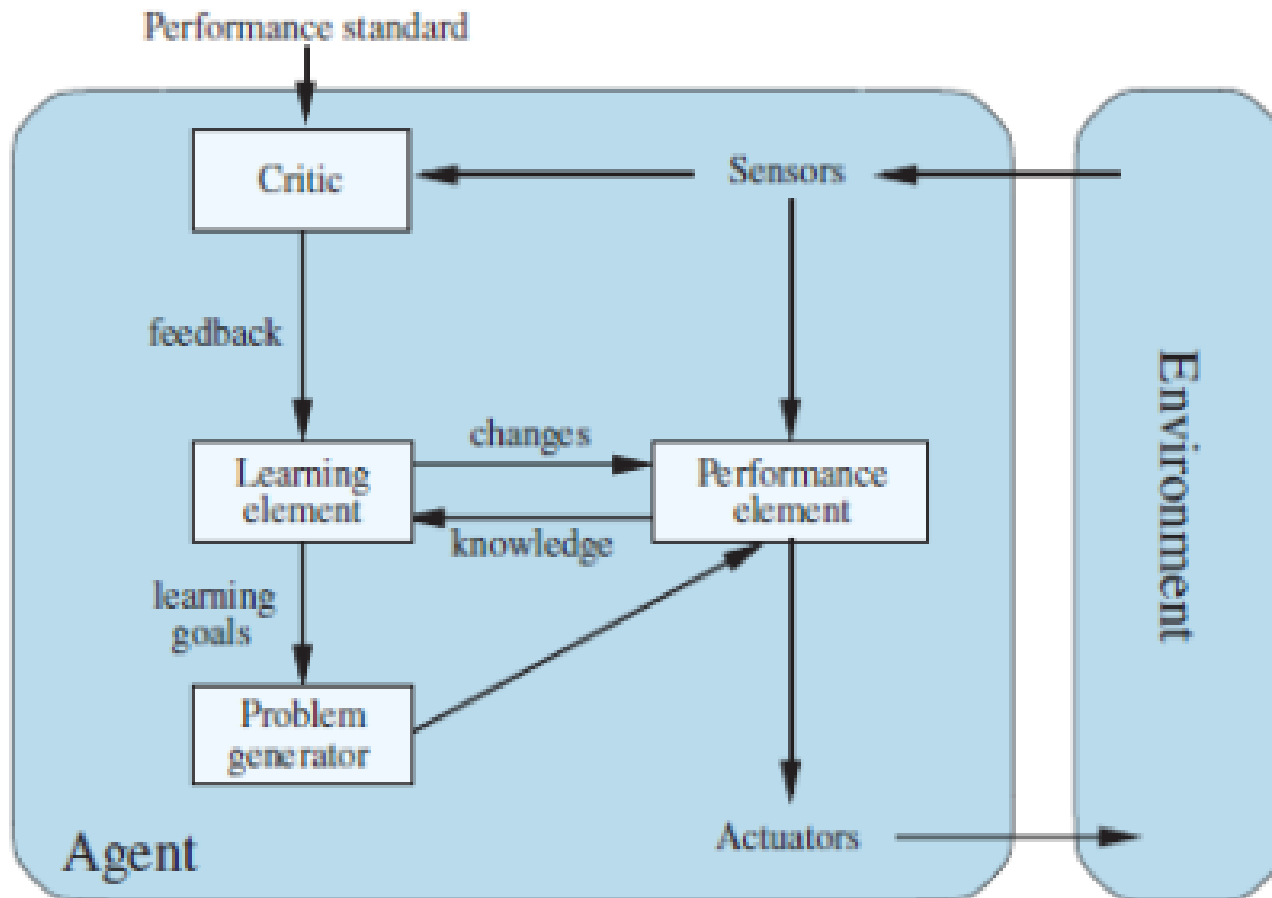 Performance standard
Critic
Sensors
feedback
changes
Learning
element
Performance
element
knowledge
learning
goals
Problem
generator
Agent
Actuators
Environment